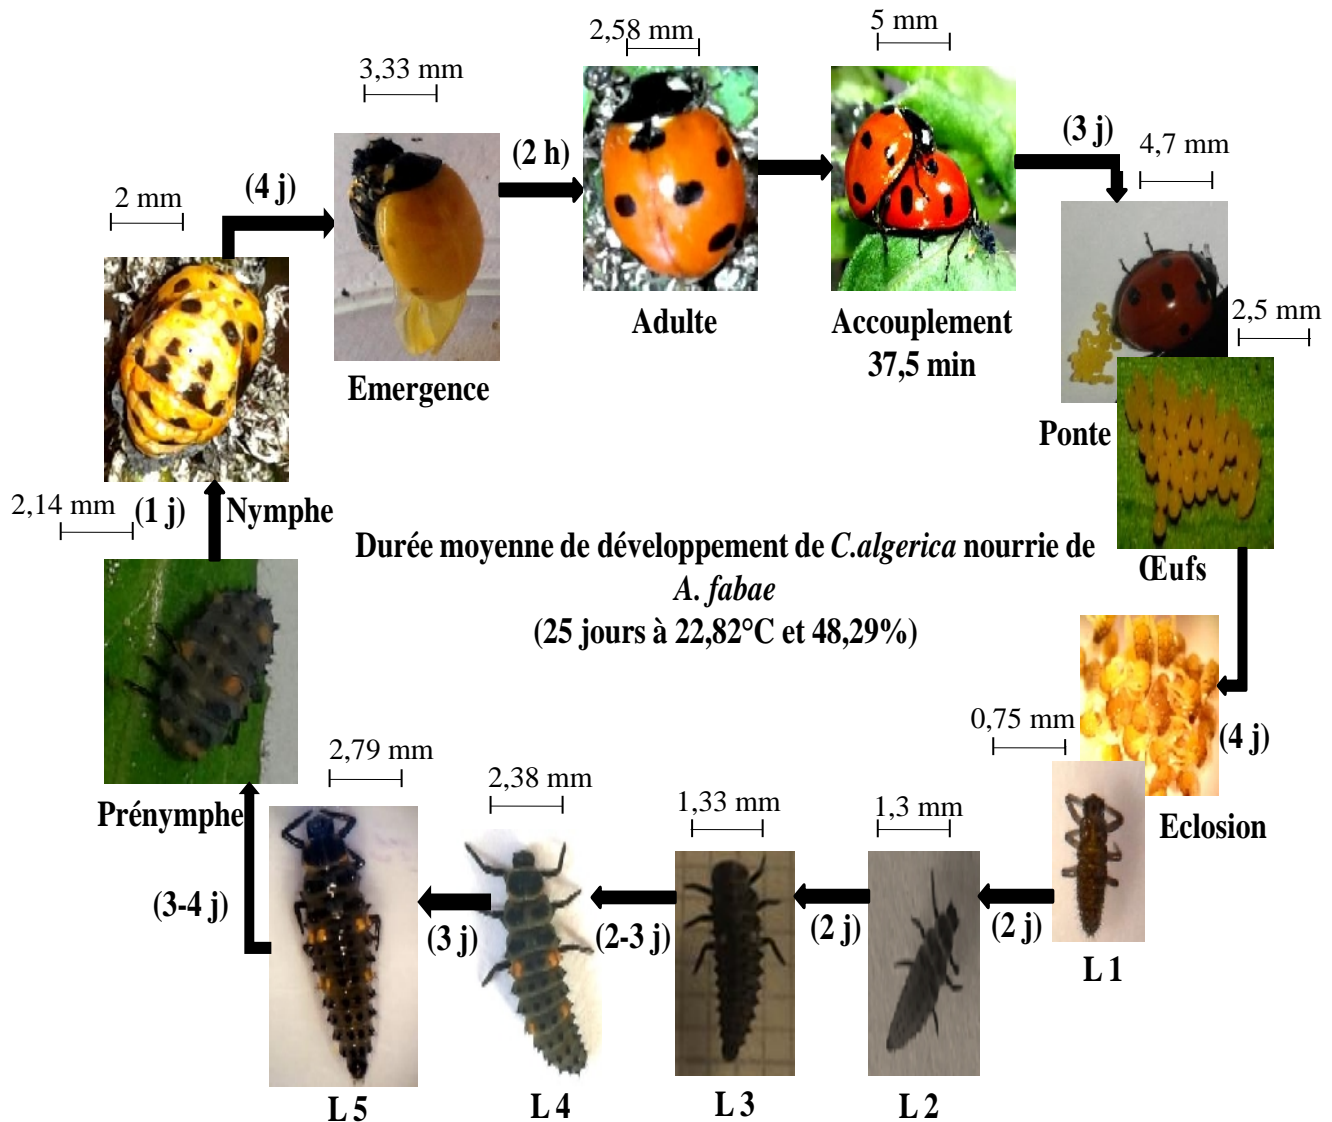 5 mm
2,58 mm
3,33 mm
(3 j)
4,7 mm
(2 h)
(4 j)
2 mm
2,5 mm
Adulte
Accouplement
37,5 min
Emergence
Ponte
2,14 mm
(1 j)
Nymphe
Durée moyenne de développement de C.algerica nourrie de
A. fabae
(25 jours à 22,82°C et 48,29%)
Œufs
0,75 mm
(4 j)
2,79 mm
2,38 mm
1,33 mm
1,3 mm
Prénymphe
Eclosion
(3-4 j)
(3 j)
(2-3 j)
(2 j)
(2 j)
L 1
L 5
L 4
L 3
L 2